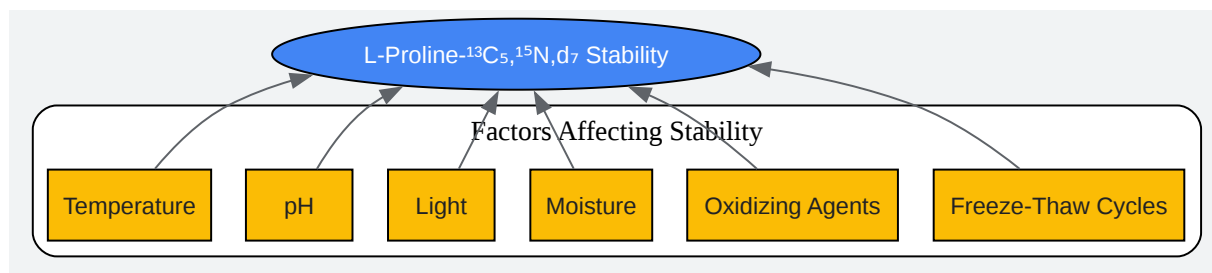 L-Proline-¹³C₅,¹⁵N,d₇ Stability
Factors Affecting Stability
Temperature
pH
Light
Moisture
Oxidizing Agents
Freeze-Thaw Cycles